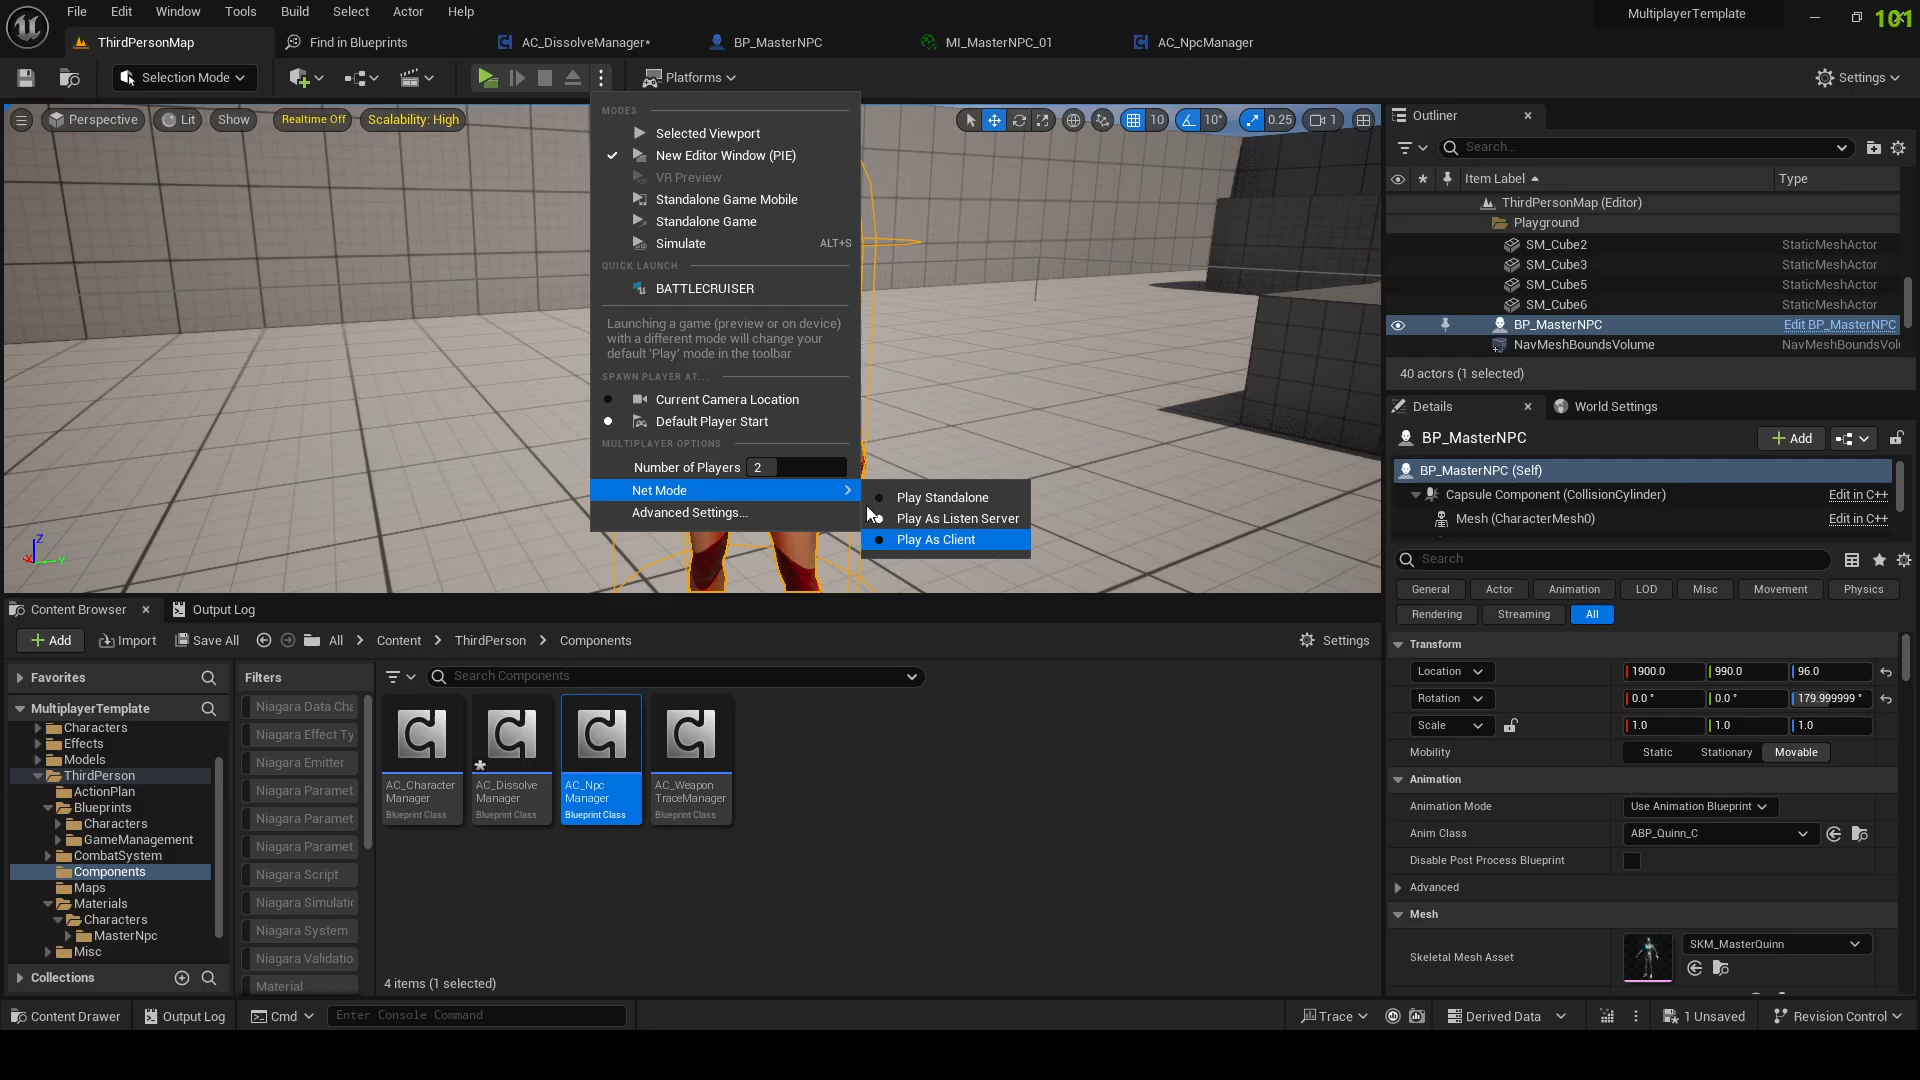 File Edit Window Tools Build Select Actor Help
MultiplayerTemplate
101
ThirdPersonMap
Find in Blueprints
AC_DissolveManager*
BP_MasterNPC
MI_MasterNPC_01
AC_NpcManager
Selection Mode
Platforms
Settings
Perspective
Lit
Show
Realtime Off
Scalability: High
10
10°
0.25
1
MODES
Selected Viewport
New Editor Window (PIE)
VR Preview
Standalone Game Mobile
Standalone Game
Simulate ALT+S
QUICK LAUNCH
BATTLECRUISER
Launching a game (preview or on device)
with a different mode will change your
default 'Play' mode in the toolbar
SPAWN PLAYER AT...
Current Camera Location
Default Player Start
MULTIPLAYER OPTIONS
Number of Players 2
Net Mode
Advanced Settings...
Play Standalone
Play As Listen Server
Play As Client
Z
X
Y
Outliner
Search...
Item Label
Type
ThirdPersonMap (Editor)
Playground
SM_Cube2 StaticMeshActor
SM_Cube3 StaticMeshActor
SM_Cube5 StaticMeshActor
SM_Cube6 StaticMeshActor
BP_MasterNPC Edit BP_MasterNPC
NavMeshBoundsVolume NavMeshBoundsVol
40 actors (1 selected)
Details
World Settings
BP_MasterNPC
Add
BP_MasterNPC (Self)
Capsule Component (CollisionCylinder) Edit in C++
Mesh (CharacterMesh0) Edit in C++
Search
General Actor Animation LOD Misc Movement Physics
Rendering Streaming All
Transform
Location 1900.0 990.0 96.0
Rotation 0.0 ° 0.0 ° 179.999999 °
Scale 1.0 1.0 1.0
Mobility Static Stationary Movable
Animation
Animation Mode Use Animation Blueprint
Anim Class ABP_Quinn_C
Disable Post Process Blueprint
Advanced
Mesh
Skeletal Mesh Asset SKM_MasterQuinn
Content Browser
Output Log
Add
Import
Save All
All
Content
ThirdPerson
Components
Settings
Favorites
MultiplayerTemplate
Characters
Effects
Models
ThirdPerson
ActionPlan
Blueprints
Characters
GameManagement
CombatSystem
Components
Maps
Materials
Characters
MasterNpc
Misc
Collections
Filters
Niagara Data Cha
Niagara Effect Ty
Niagara Emitter
Niagara Paramet
Niagara Paramet
Niagara Paramet
Niagara Script
Niagara Simulatio
Niagara System
Niagara Validatio
Material
Search Components
AC_Character
Manager
Blueprint Class
AC_Dissolve
Manager
Blueprint Class
AC_Npc
Manager
Blueprint Class
AC_Weapon
TraceManager
Blueprint Class
4 items (1 selected)
Content Drawer
Output Log
Cmd
Enter Console Command
Trace
Derived Data
1 Unsaved
Revision Control